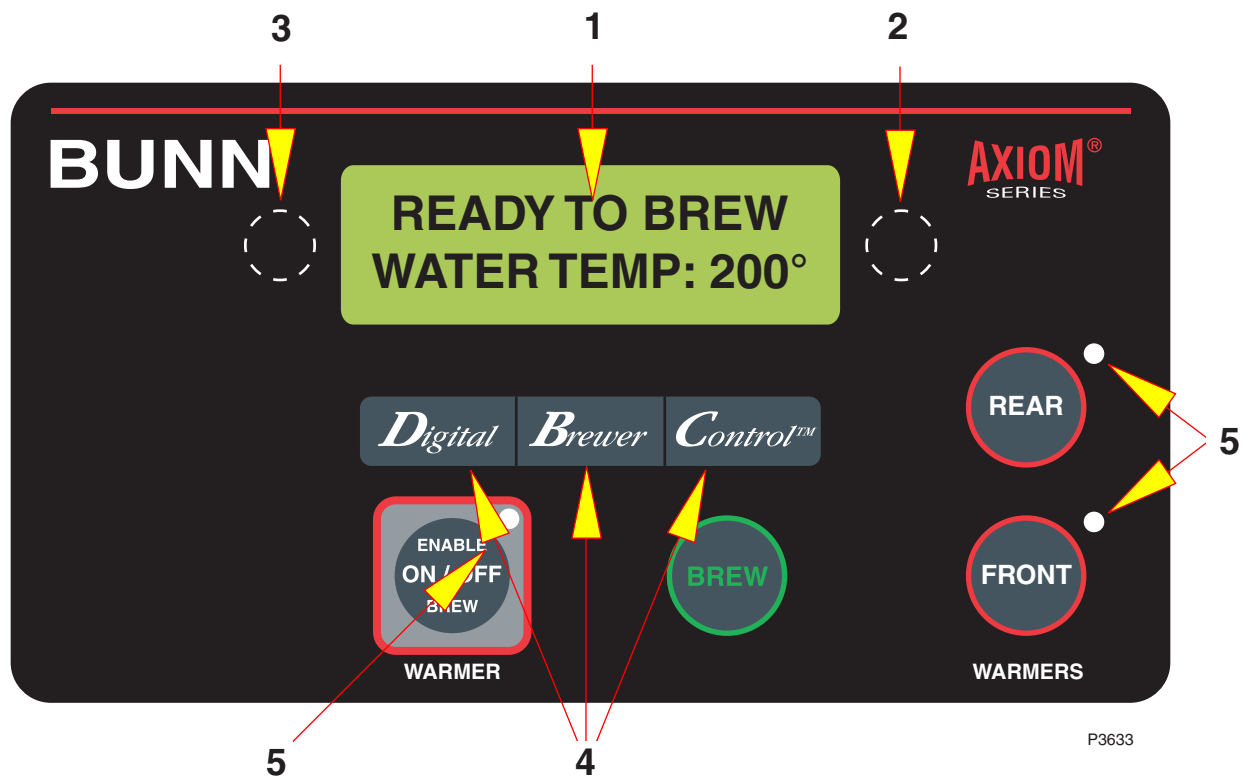 3 1 2
BUNN
AXIOM®
SERIES
READY TO BREW
WATER TEMP: 200°
REAR
5
Digital Brewer Control™
ENABLE
ON / OFF
BREW
BREW
FRONT
WARMER
WARMERS
5 4
P3633